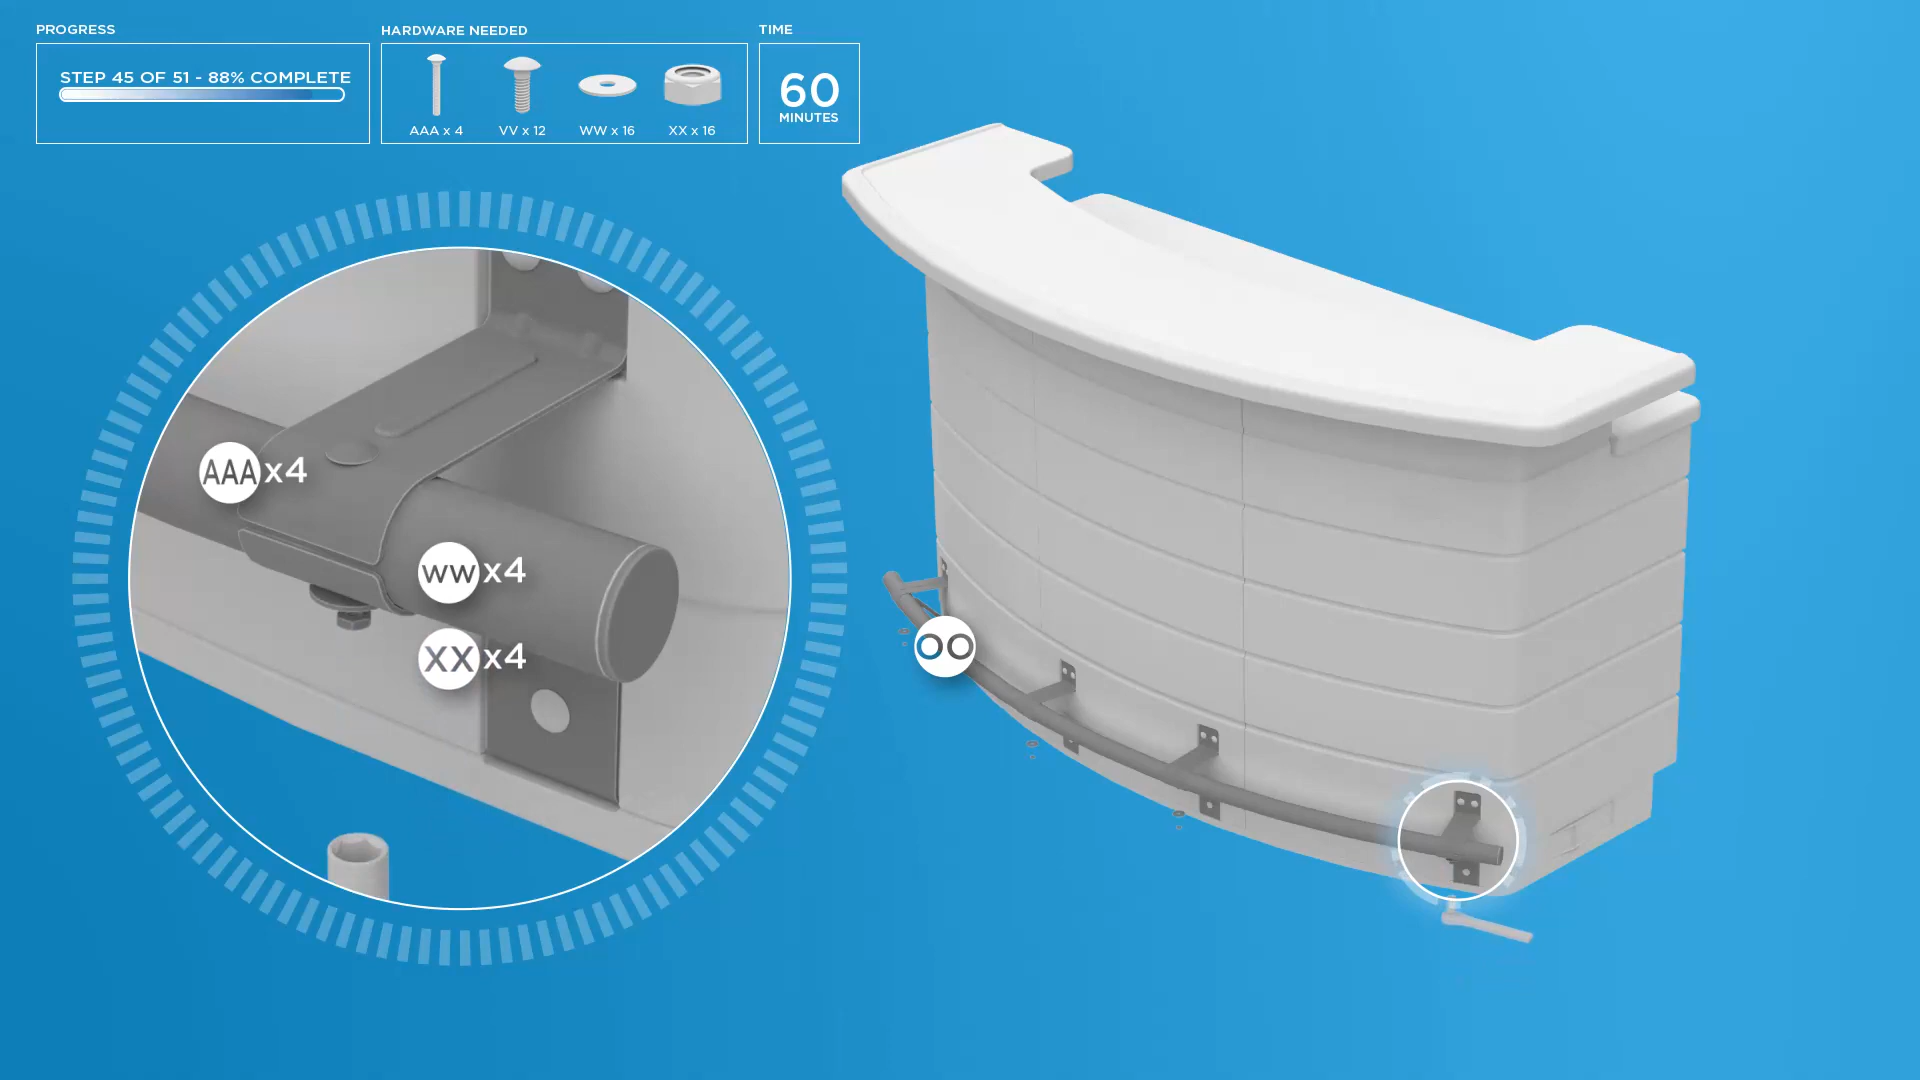 PROGRESS
STEP 45 OF 51 - 88% COMPLETE
HARDWARE NEEDED
AAA x 4
VV x 12
WW x 16
XX x 16
TIME
60
MINUTES
AAA x4
WW x4
XX x4
OO